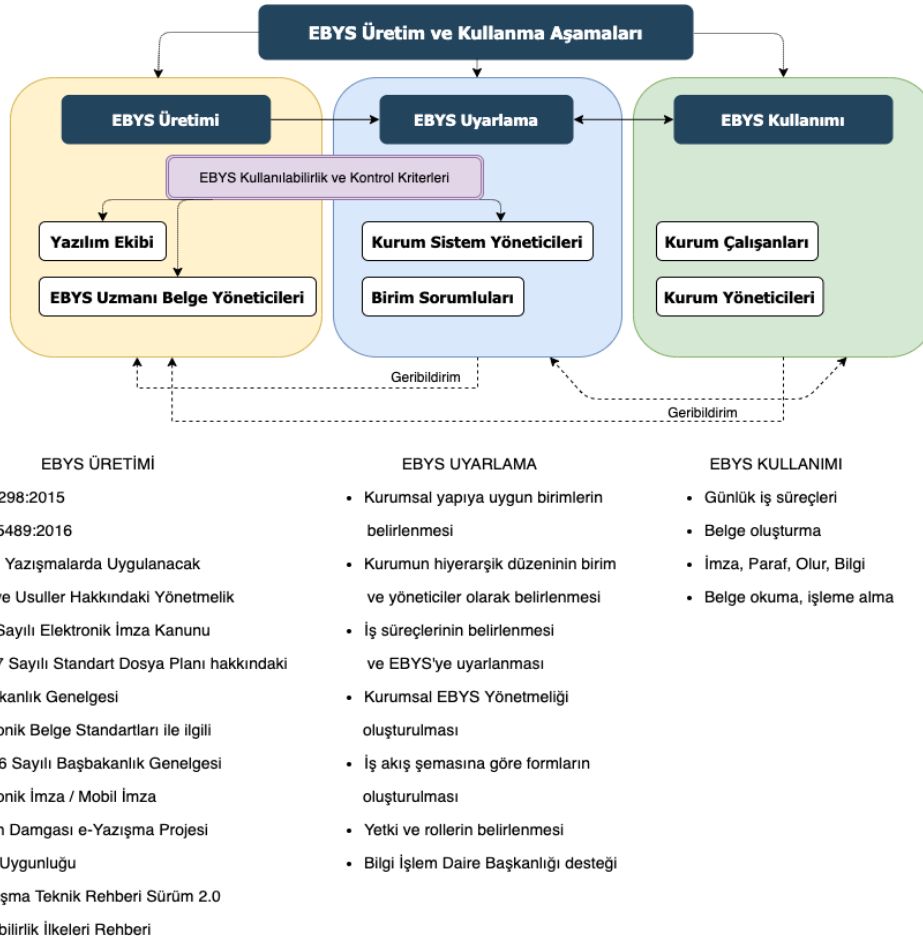 EBYS Üretim ve Kullanma Aşamaları
EBYS Üretimi
EBYS Uyarlama
EBYS Kullanımı
EBYS Kullanılabilirlik ve Kontrol Kriterleri
Yazılım Ekibi
EBYS Uzmanı Belge Yöneticileri
Kurum Sistem Yöneticileri
Birim Sorumluları
Kurum Çalışanları
Kurum Yöneticileri
Geribildirim
Geribildirim
EBYS ÜRETİMİ
298:2015
5489:2016
Yazışmalarda Uygulanacak
ve Usuller Hakkındaki Yönetmelik
Sayılı Elektronik İmza Kanunu
7 Sayılı Standart Dosya Planı hakkındaki
kanlık Genelgesi
onik Belge Standartları ile ilgili
6 Sayılı Başbakanlık Genelgesi
onik İmza / Mobil İmza
n Damgası e-Yazışma Projesi
Uygunluğu
şma Teknik Rehberi Sürüm 2.0
bilirlik İlkeleri Rehberi
EBYS UYARLAMA
• Kurumsal yapıya uygun birimlerin
belirlenmesi
• Kurumun hiyerarşik düzeninin birim
ve yöneticiler olarak belirlenmesi
• İş süreçlerinin belirlenmesi
ve EBYS'ye uyarlanması
• Kurumsal EBYS Yönetmeliği
oluşturulması
• İş akış şemasına göre formların
oluşturulması
• Yetki ve rollerin belirlenmesi
• Bilgi İşlem Daire Başkanlığı desteği
EBYS KULLANIMI
• Günlük iş süreçleri
• Belge oluşturma
• İmza, Paraf, Olur, Bilgi
• Belge okuma, işleme alma